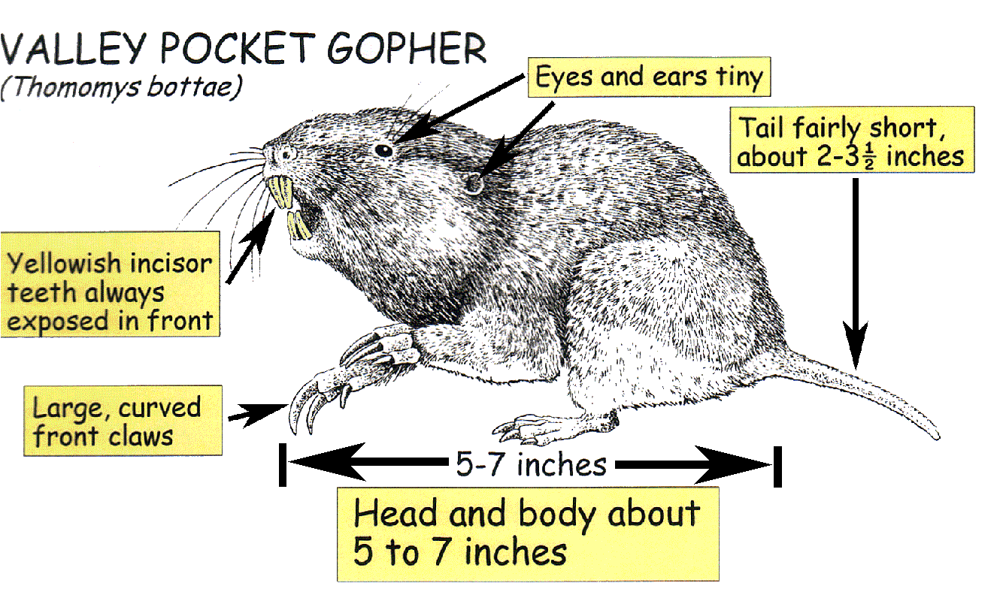 VALLEY POCKET GOPHER
(Thomomys bottae)
Eyes and ears tiny
Tail fairly short,
about 2-3½ inches
Yellowish incisor
teeth always
exposed in front
Large, curved
front claws
5-7 inches
Head and body about
5 to 7 inches